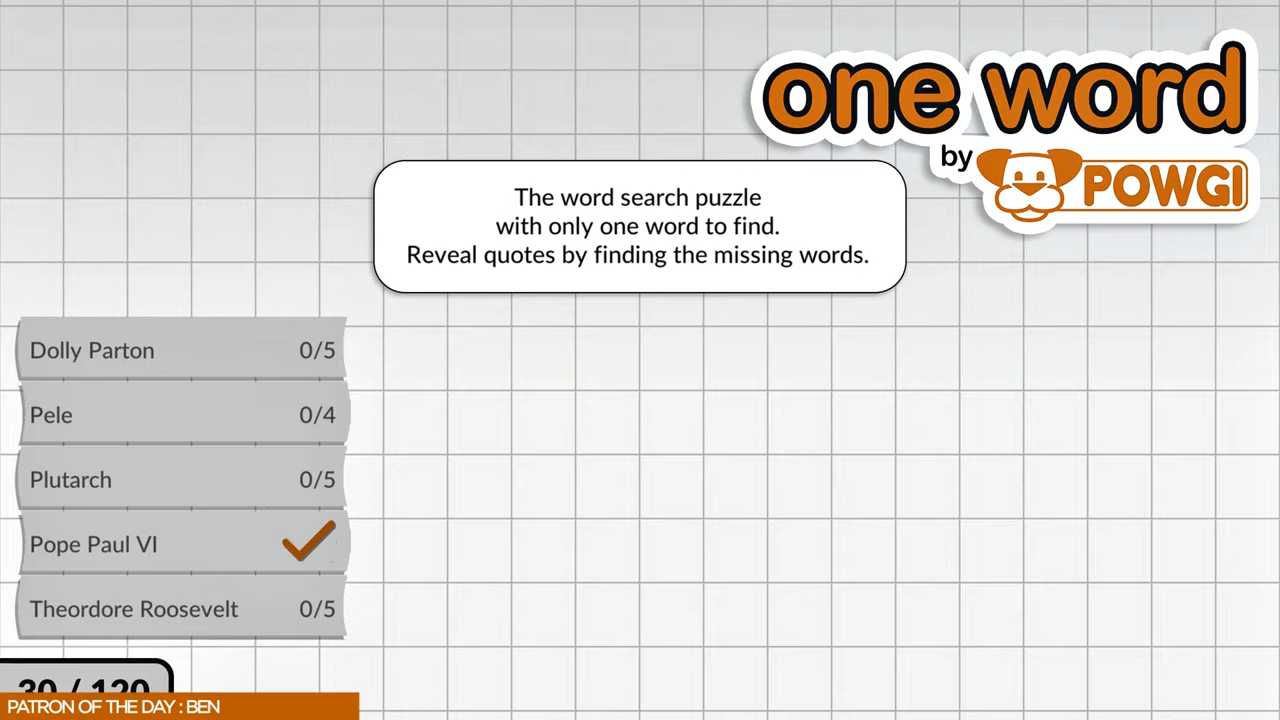 one word
by POWGI
The word search puzzle
with only one word to find.
Reveal quotes by finding the missing words.
Dolly Parton 0/5
Pele 0/4
Plutarch 0/5
Pope Paul VI
Theordore Roosevelt 0/5
30 / 120
PATRON OF THE DAY : BEN